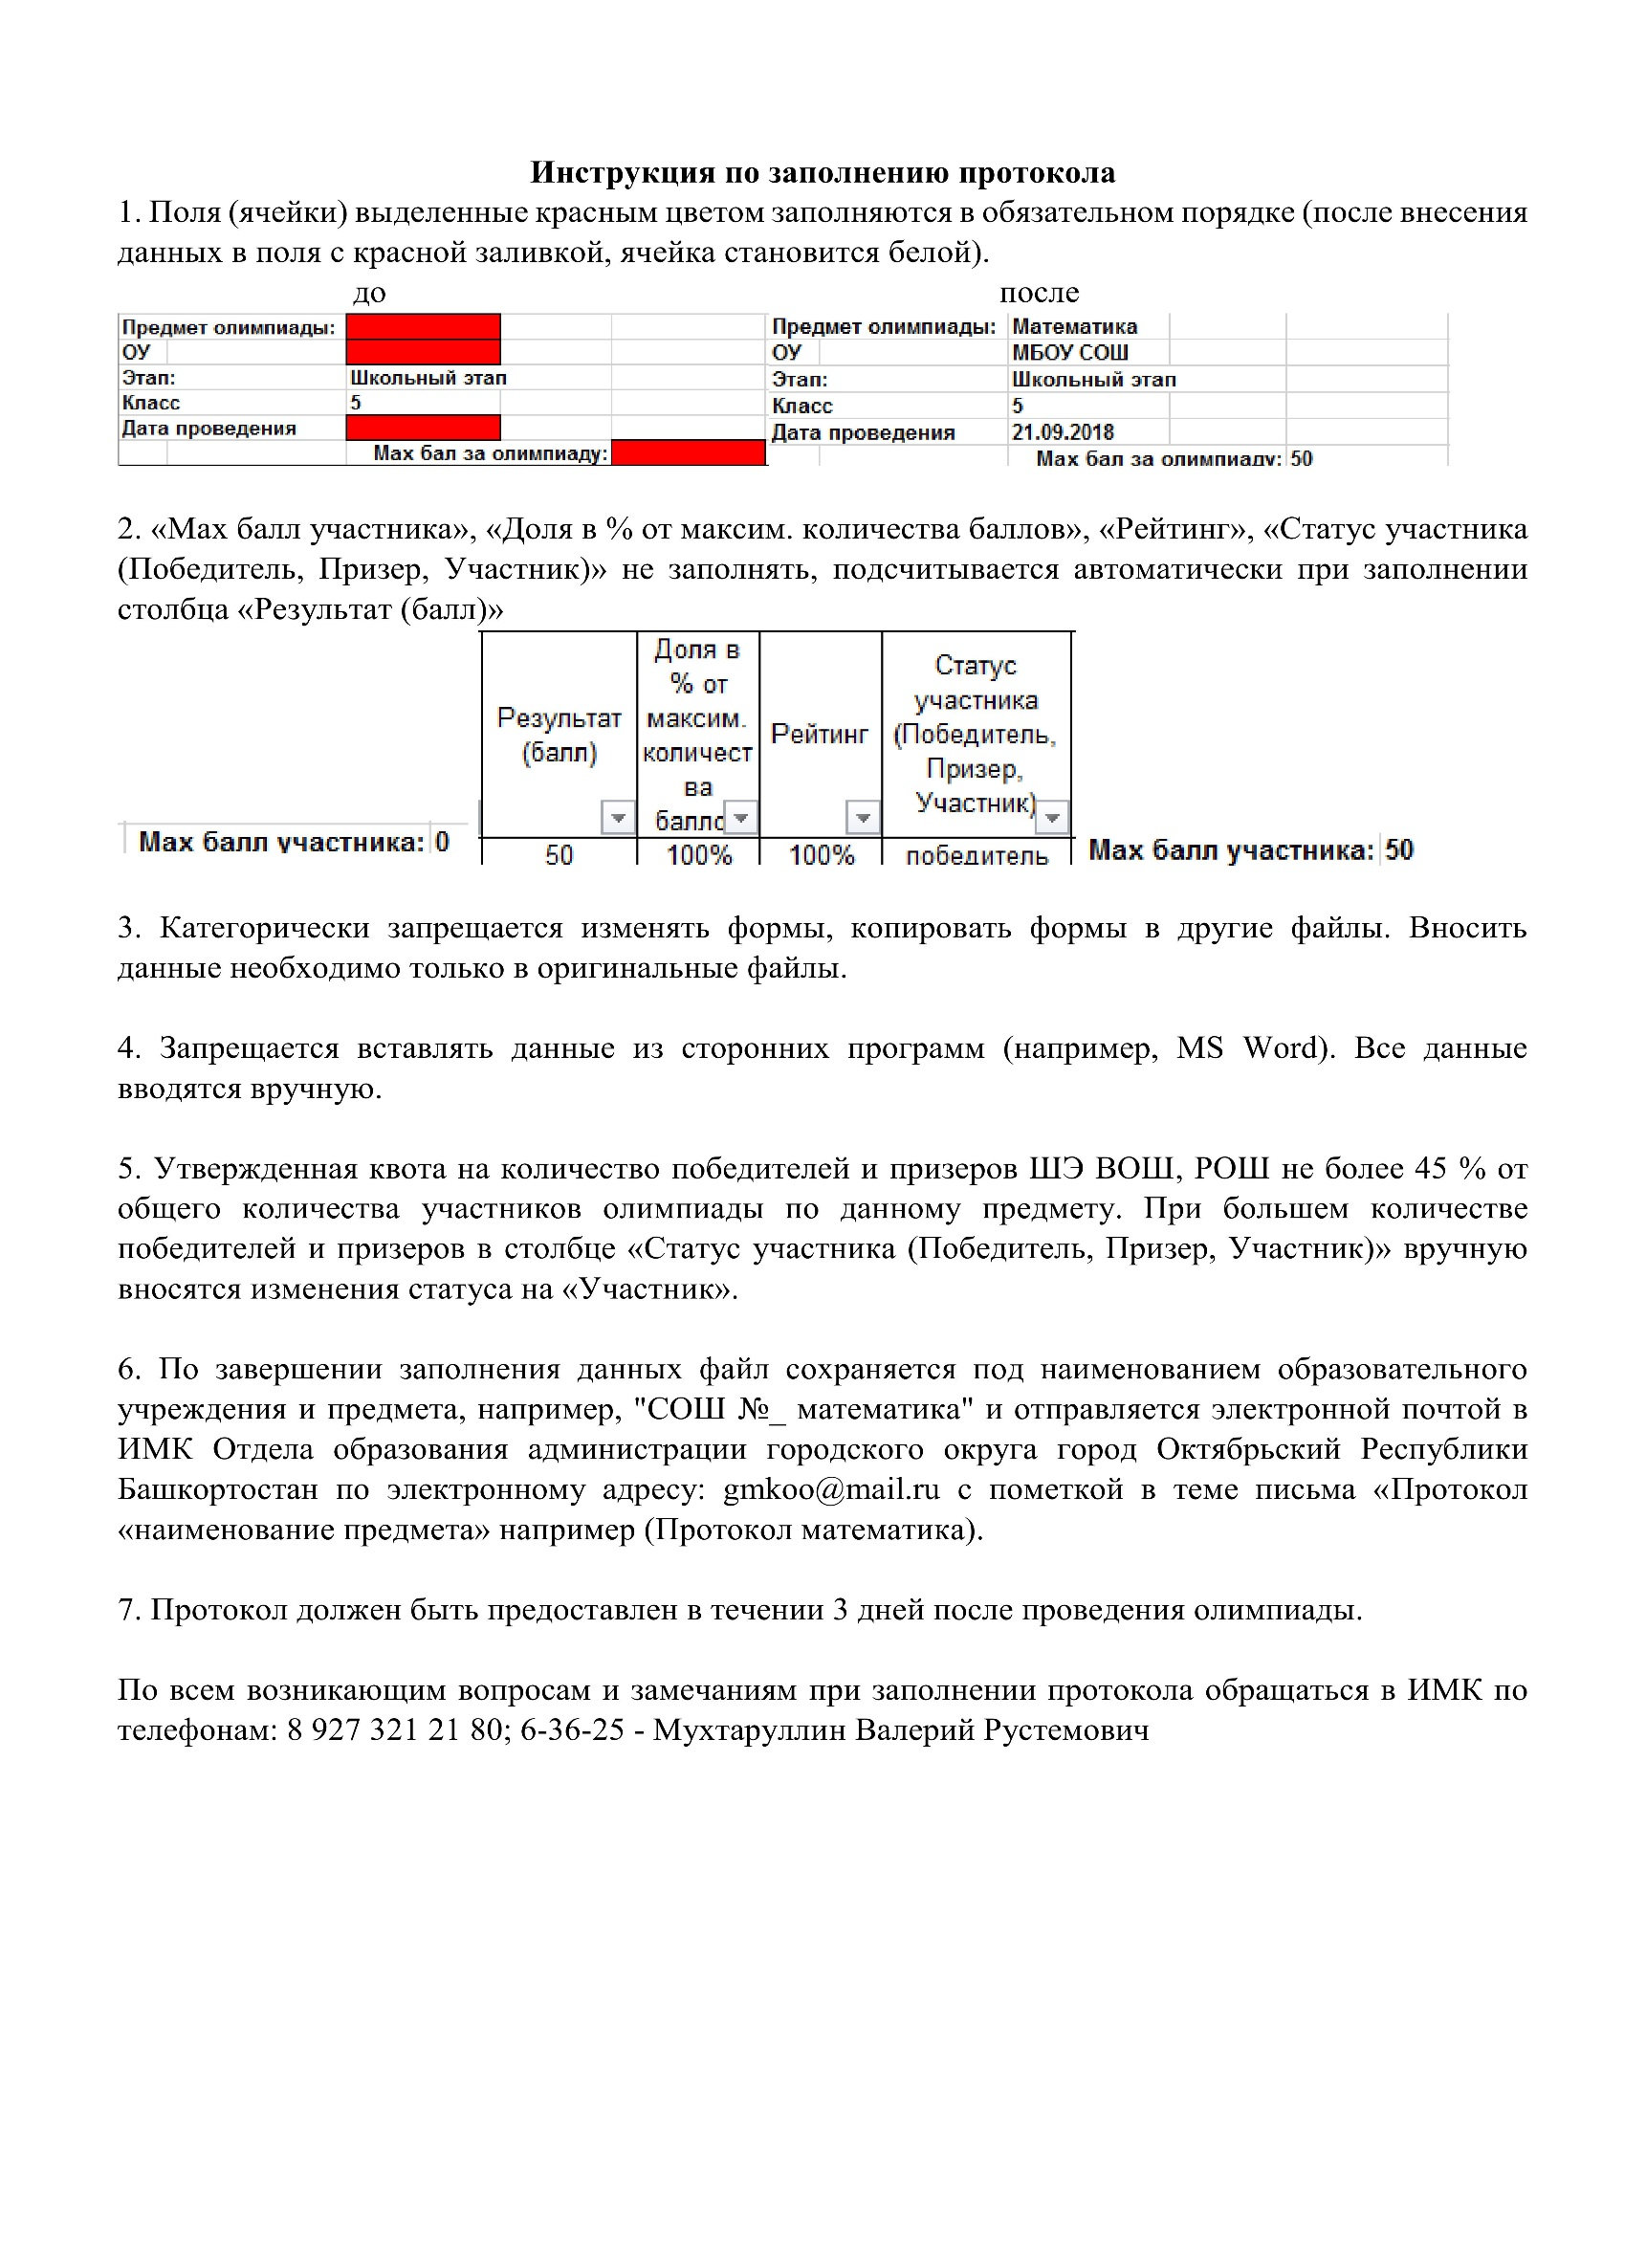 Инструкция по заполнению протокола
1. Поля (ячейки) выделенные красным цветом заполняются в обязательном порядке (после внесения
данных в поля с красной заливкой, ячейка становится белой).
до после
Предмет олимпиады:
ОУ
Этап: Школьный этап
Класс 5
Дата проведения
Мах бал за олимпиаду:
Предмет олимпиады: Математика
ОУ МБОУ СОШ
Этап: Школьный этап
Класс 5
Дата проведения 21.09.2018
Мах бал за олимпиаду: 50
2. «Мах балл участника», «Доля в % от максим. количества баллов», «Рейтинг», «Статус участника
(Победитель, Призер, Участник)» не заполнять, подсчитывается автоматически при заполнении
столбца «Результат (балл)»
Мах балл участника: 0
Результат
(балл)
Доля в
% от
максим.
количест
ва
балло
Рейтинг
Статус
участника
(Победитель,
Призер,
Участник)
50 100% 100% победитель
Мах балл участника: 50
3. Категорически запрещается изменять формы, копировать формы в другие файлы. Вносить
данные необходимо только в оригинальные файлы.
4. Запрещается вставлять данные из сторонних программ (например, MS Word). Все данные
вводятся вручную.
5. Утвержденная квота на количество победителей и призеров ШЭ ВОШ, РОШ не более 45 % от
общего количества участников олимпиады по данному предмету. При большем количестве
победителей и призеров в столбце «Статус участника (Победитель, Призер, Участник)» вручную
вносятся изменения статуса на «Участник».
6. По завершении заполнения данных файл сохраняется под наименованием образовательного
учреждения и предмета, например, "СОШ №_ математика" и отправляется электронной почтой в
ИМК Отдела образования администрации городского округа город Октябрьский Республики
Башкортостан по электронному адресу: gmkoo@mail.ru с пометкой в теме письма «Протокол
«наименование предмета» например (Протокол математика).
7. Протокол должен быть предоставлен в течении 3 дней после проведения олимпиады.
По всем возникающим вопросам и замечаниям при заполнении протокола обращаться в ИМК по
телефонам: 8 927 321 21 80; 6-36-25 - Мухтаруллин Валерий Рустемович